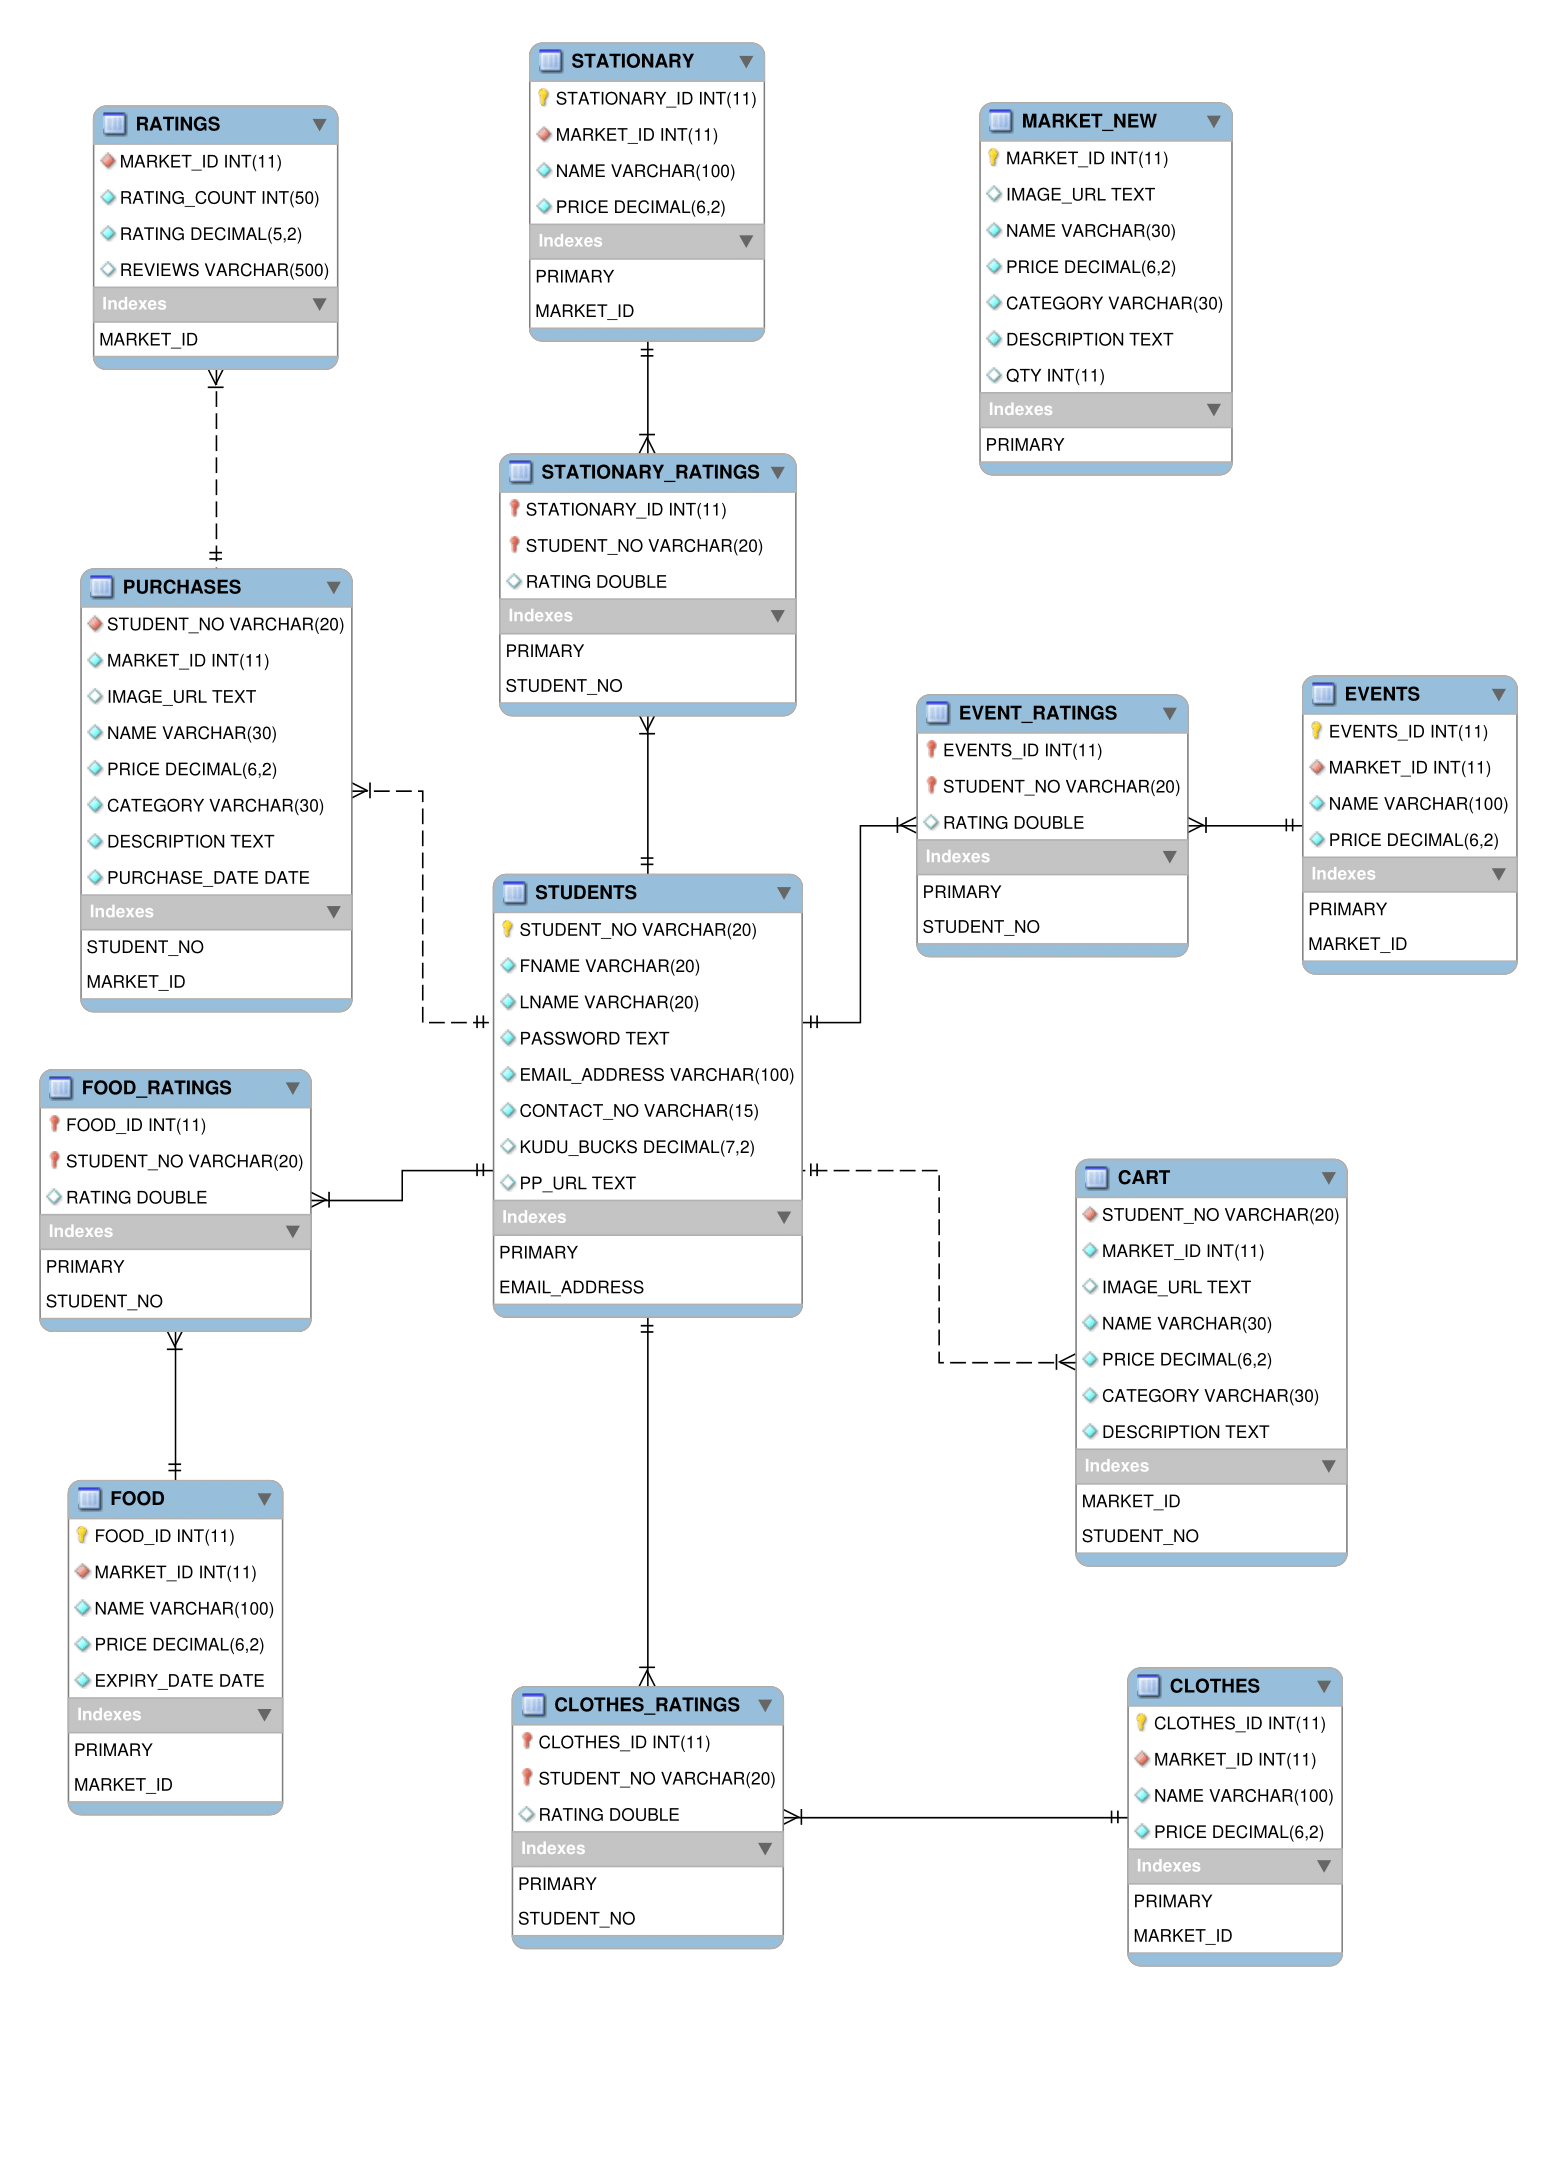 STATIONARY
STATIONARY_ID INT(11)
MARKET_ID INT(11)
NAME VARCHAR(100)
PRICE DECIMAL(6,2)
Indexes
PRIMARY
MARKET_ID
RATINGS
MARKET_ID INT(11)
RATING_COUNT INT(50)
RATING DECIMAL(5,2)
REVIEWS VARCHAR(500)
Indexes
MARKET_ID
MARKET_NEW
MARKET_ID INT(11)
IMAGE_URL TEXT
NAME VARCHAR(30)
PRICE DECIMAL(6,2)
CATEGORY VARCHAR(30)
DESCRIPTION TEXT
QTY INT(11)
Indexes
PRIMARY
STATIONARY_RATINGS
STATIONARY_ID INT(11)
STUDENT_NO VARCHAR(20)
RATING DOUBLE
Indexes
PRIMARY
STUDENT_NO
PURCHASES
STUDENT_NO VARCHAR(20)
MARKET_ID INT(11)
IMAGE_URL TEXT
NAME VARCHAR(30)
PRICE DECIMAL(6,2)
CATEGORY VARCHAR(30)
DESCRIPTION TEXT
PURCHASE_DATE DATE
Indexes
STUDENT_NO
MARKET_ID
EVENT_RATINGS
EVENTS_ID INT(11)
STUDENT_NO VARCHAR(20)
RATING DOUBLE
Indexes
PRIMARY
STUDENT_NO
EVENTS
EVENTS_ID INT(11)
MARKET_ID INT(11)
NAME VARCHAR(100)
PRICE DECIMAL(6,2)
Indexes
PRIMARY
MARKET_ID
STUDENTS
STUDENT_NO VARCHAR(20)
FNAME VARCHAR(20)
LNAME VARCHAR(20)
PASSWORD TEXT
EMAIL_ADDRESS VARCHAR(100)
CONTACT_NO VARCHAR(15)
KUDU_BUCKS DECIMAL(7,2)
PP_URL TEXT
Indexes
PRIMARY
EMAIL_ADDRESS
FOOD_RATINGS
FOOD_ID INT(11)
STUDENT_NO VARCHAR(20)
RATING DOUBLE
Indexes
PRIMARY
STUDENT_NO
CART
STUDENT_NO VARCHAR(20)
MARKET_ID INT(11)
IMAGE_URL TEXT
NAME VARCHAR(30)
PRICE DECIMAL(6,2)
CATEGORY VARCHAR(30)
DESCRIPTION TEXT
Indexes
MARKET_ID
STUDENT_NO
FOOD
FOOD_ID INT(11)
MARKET_ID INT(11)
NAME VARCHAR(100)
PRICE DECIMAL(6,2)
EXPIRY_DATE DATE
Indexes
PRIMARY
MARKET_ID
CLOTHES_RATINGS
CLOTHES_ID INT(11)
STUDENT_NO VARCHAR(20)
RATING DOUBLE
Indexes
PRIMARY
STUDENT_NO
CLOTHES
CLOTHES_ID INT(11)
MARKET_ID INT(11)
NAME VARCHAR(100)
PRICE DECIMAL(6,2)
Indexes
PRIMARY
MARKET_ID